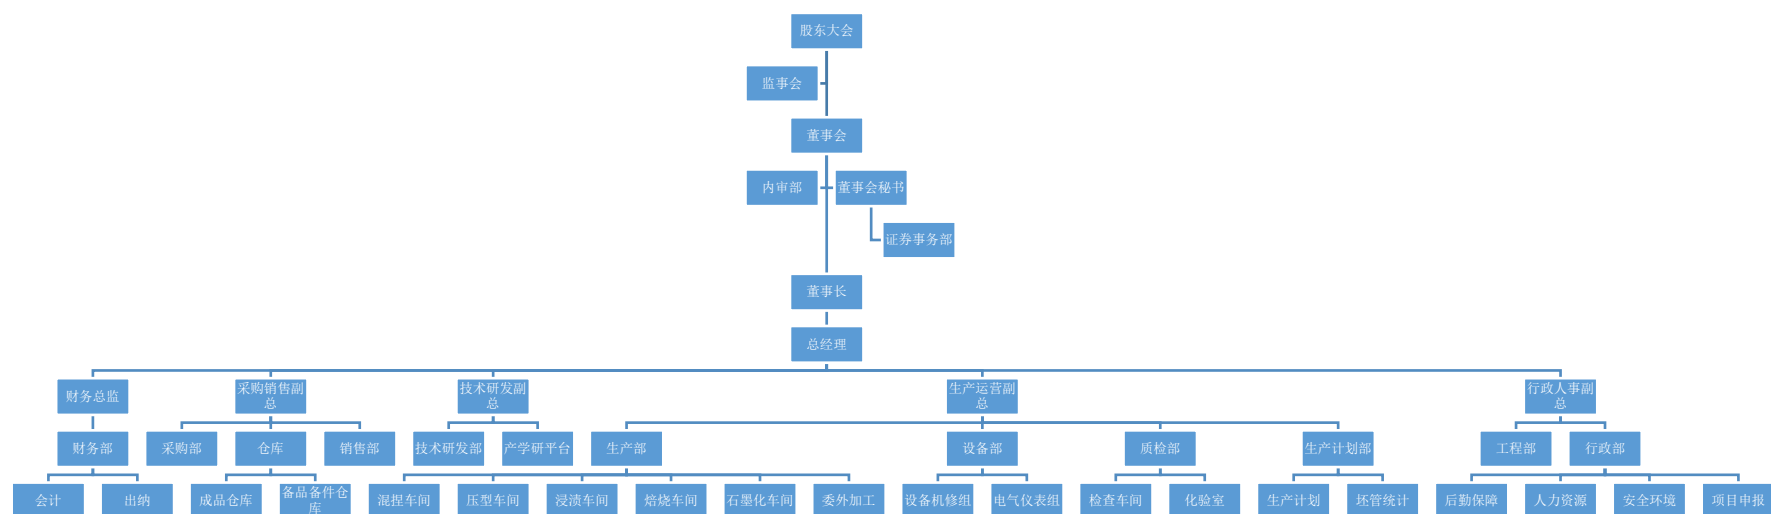 股东大会
监事会
董事会
内审部
董事会秘书
证券事务部
董事长
总经理
财务总监
采购销售副
总
技术研发副
总
生产运营副
总
行政人事副
总
财务部
采购部
仓库
销售部
技术研发部
产学研平台
生产部
设备部
质检部
生产计划部
工程部
行政部
会计
出纳
成品仓库
备品备件仓
库
混捏车间
压型车间
浸渍车间
焙烧车间
石墨化车间
委外加工
设备机修组
电气仪表组
检查车间
化验室
生产计划
坯管统计
后勤保障
人力资源
安全环境
项目申报